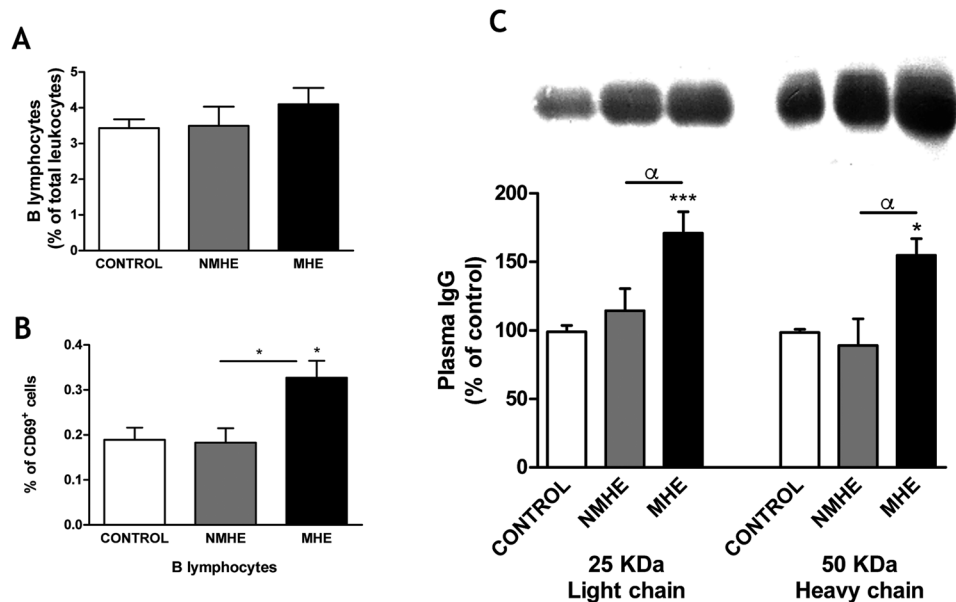 A
B lymphocytes
(% of total leukocytes)
5
4
3
2
1
0
CONTROL NMHE MHE
B
% of CD69⁺ cells
0.4
0.3
0.2
0.1
0.0
* *
CONTROL NMHE MHE
B lymphocytes
C
Plasma IgG
(% of control)
200
150
100
50
0
α
***
α
*
CONTROL NMHE MHE CONTROL NMHE MHE
25 KDa
Light chain
50 KDa
Heavy chain